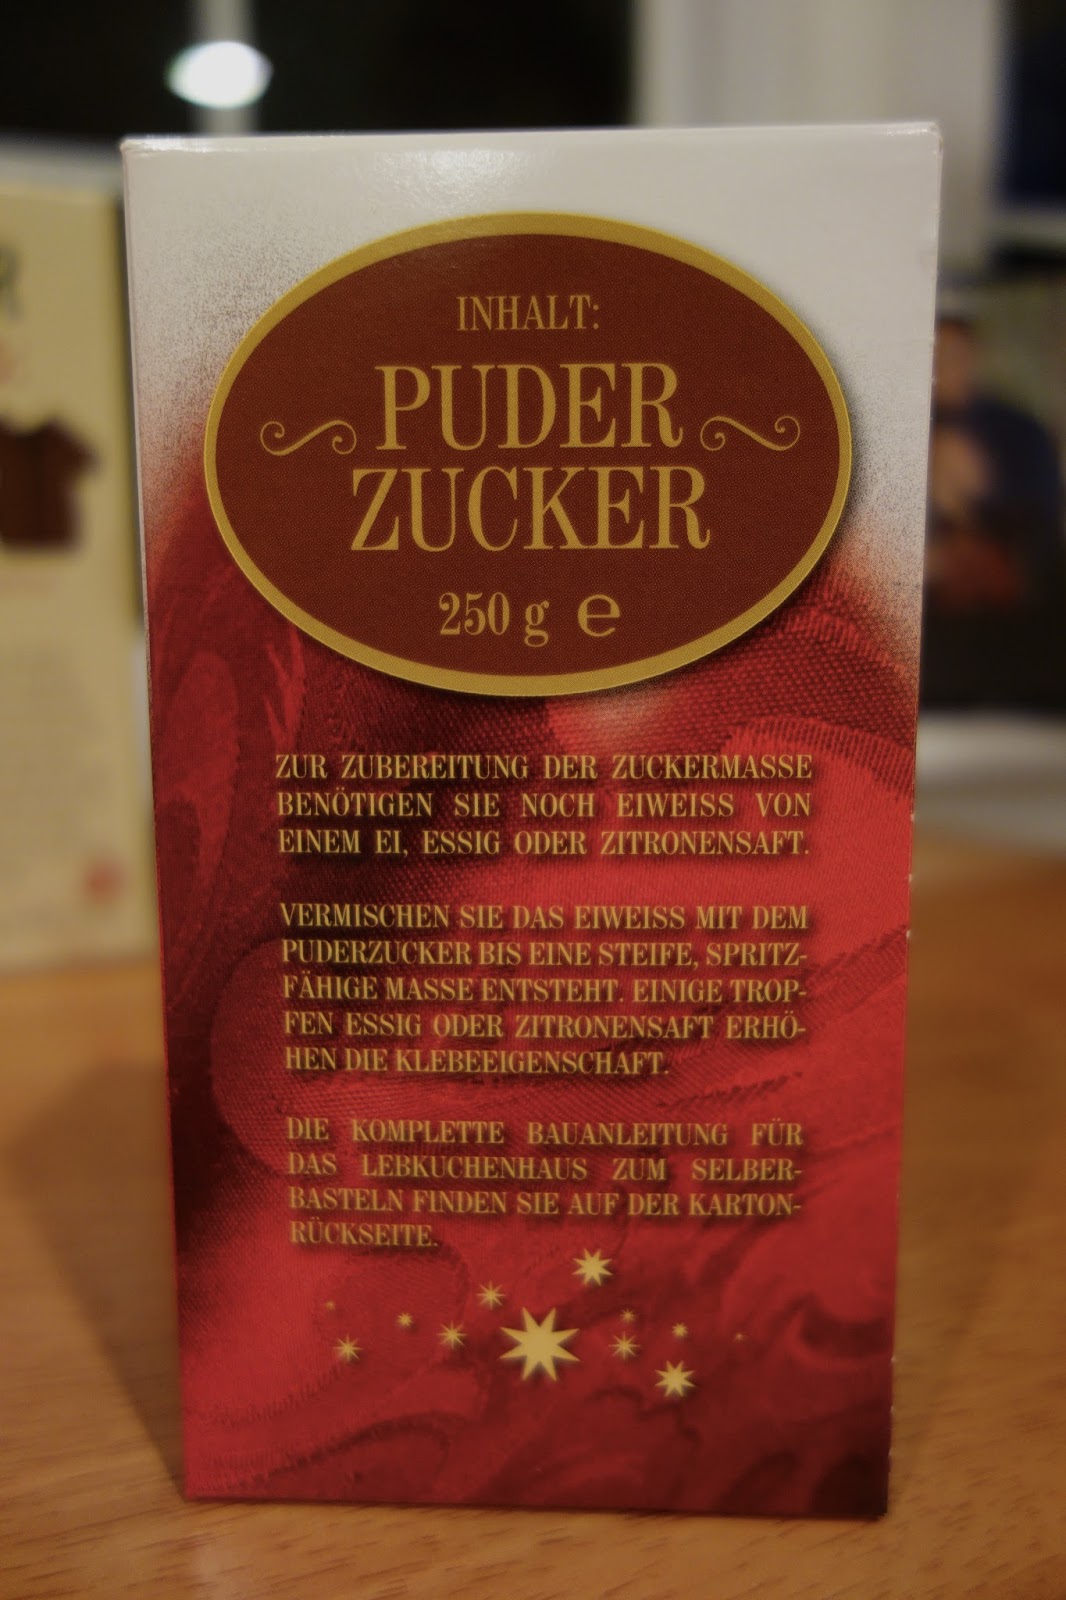 INHALT:
PUDER
ZUCKER
250 g ℮
ZUR ZUBEREITUNG DER ZUCKERMASSE
BENÖTIGEN SIE NOCH EIWEISS VON
EINEM EI, ESSIG ODER ZITRONENSAFT.
VERMISCHEN SIE DAS EIWEISS MIT DEM
PUDERZUCKER BIS EINE STEIFE, SPRITZ-
FÄHIGE MASSE ENTSTEHT. EINIGE TROP-
FEN ESSIG ODER ZITRONENSAFT ERHÖ-
HEN DIE KLEBEEIGENSCHAFT.
DIE KOMPLETTE BAUANLEITUNG FÜR
DAS LEBKUCHENHAUS ZUM SELBER-
BASTELN FINDEN SIE AUF DER KARTON-
RÜCKSEITE.